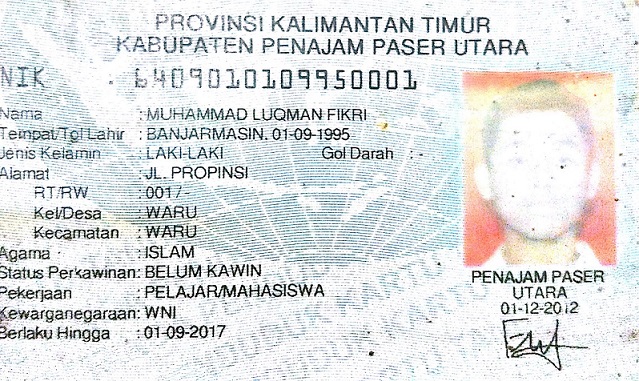 PROVINSI KALIMANTAN TIMUR
KABUPATEN PENAJAM PASER UTARA
NIK 6409010109950001
Nama : MUHAMMAD LUQMAN FIKRI
Tempat/Tgl Lahir : BANJARMASIN, 01-09-1995
Jenis Kelamin : LAKI-LAKI Gol Darah : -
Alamat : JL. PROPINSI
RT/RW : 001/-
Kel/Desa : WARU
Kecamatan : WARU
Agama : ISLAM
Status Perkawinan: BELUM KAWIN
Pekerjaan : PELAJAR/MAHASISWA
Kewarganegaraan: WNI
Berlaku Hingga : 01-09-2017
PENAJAM PASER
UTARA
01-12-2012